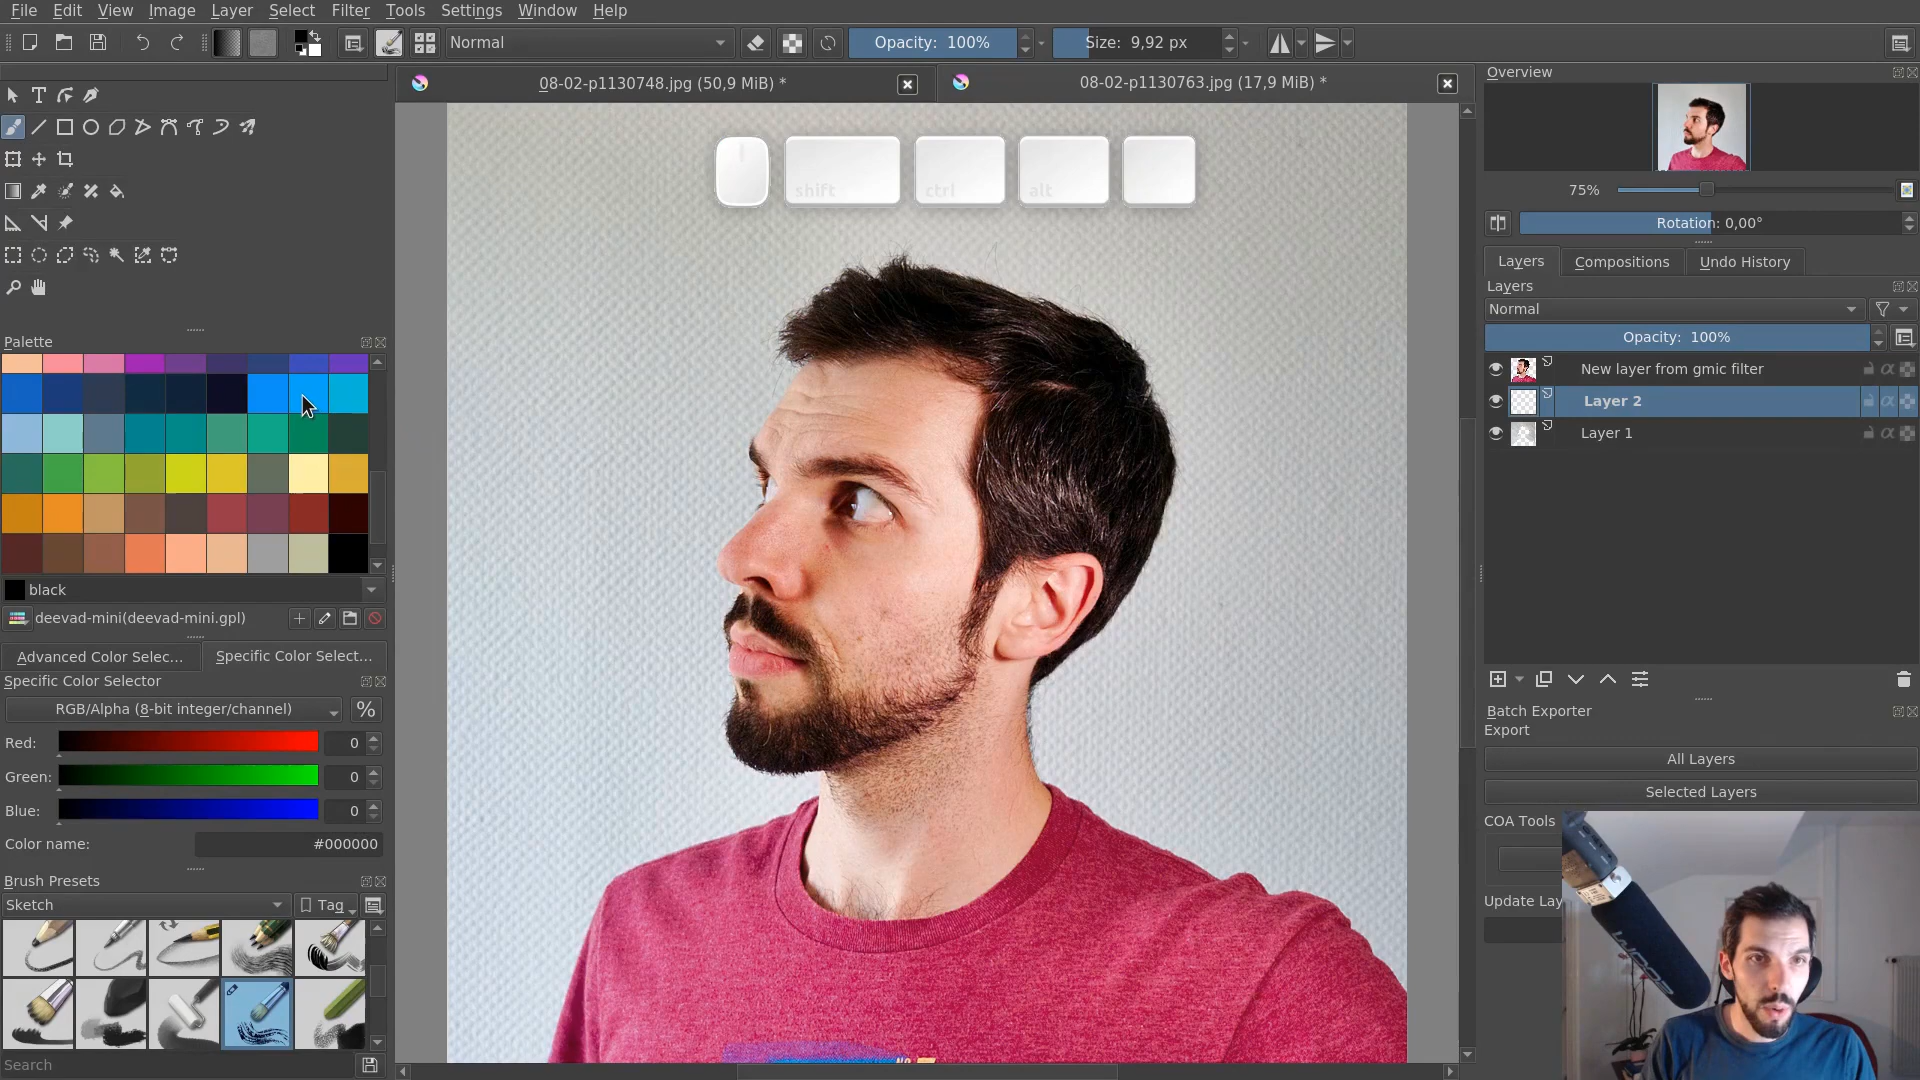 File Edit View Image Layer Select Filter Tools Settings Window Help
Normal
Opacity: 100%
Size: 9,92 px
08-02-p1130748.jpg (50,9 MiB) *
08-02-p1130763.jpg (17,9 MiB) *
Overview
shift
ctrl
alt
75%
Rotation: 0,00°
Layers
Compositions
Undo History
Layers
Normal
Opacity: 100%
New layer from gmic filter
Layer 2
Layer 1
Palette
black
deevad-mini(deevad-mini.gpl)
Advanced Color Selec...
Specific Color Select...
Specific Color Selector
RGB/Alpha (8-bit integer/channel)
%
Red: 0
Green: 0
Blue: 0
Color name: #000000
Brush Presets
Sketch
Tag
Search
Batch Exporter
Export
All Layers
Selected Layers
COA Tools
Update Lay